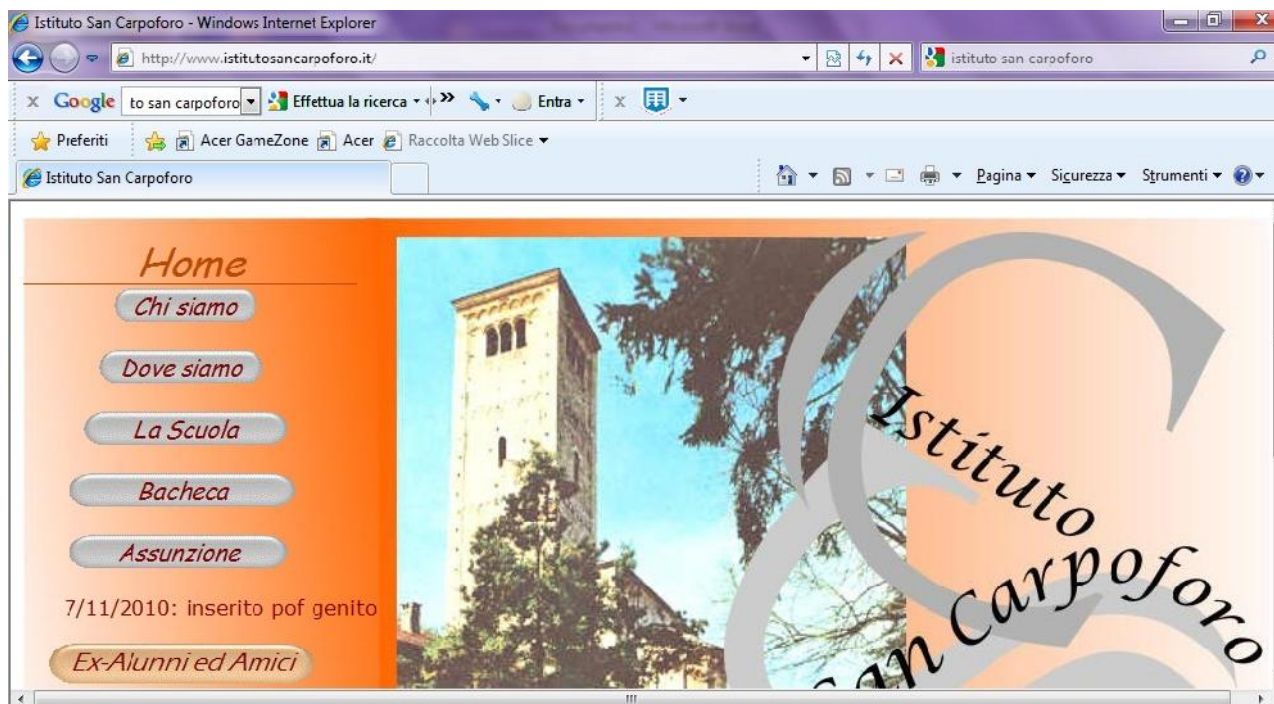 Istituto San Carpoforo - Windows Internet Explorer
http://www.istitutosancarpoforo.it/
istituto san carpoforo
x Google to san carpoforo Effettua la ricerca Entra x
Preferiti Acer GameZone Acer Raccolta Web Slice
Istituto San Carpoforo Pagina Sicurezza Strumenti
Home
Chi siamo
Dove siamo
La Scuola
Bacheca
Assunzione
7/11/2010: inserito pof genito
Ex-Alunni ed Amici
Istituto
San Carpoforo